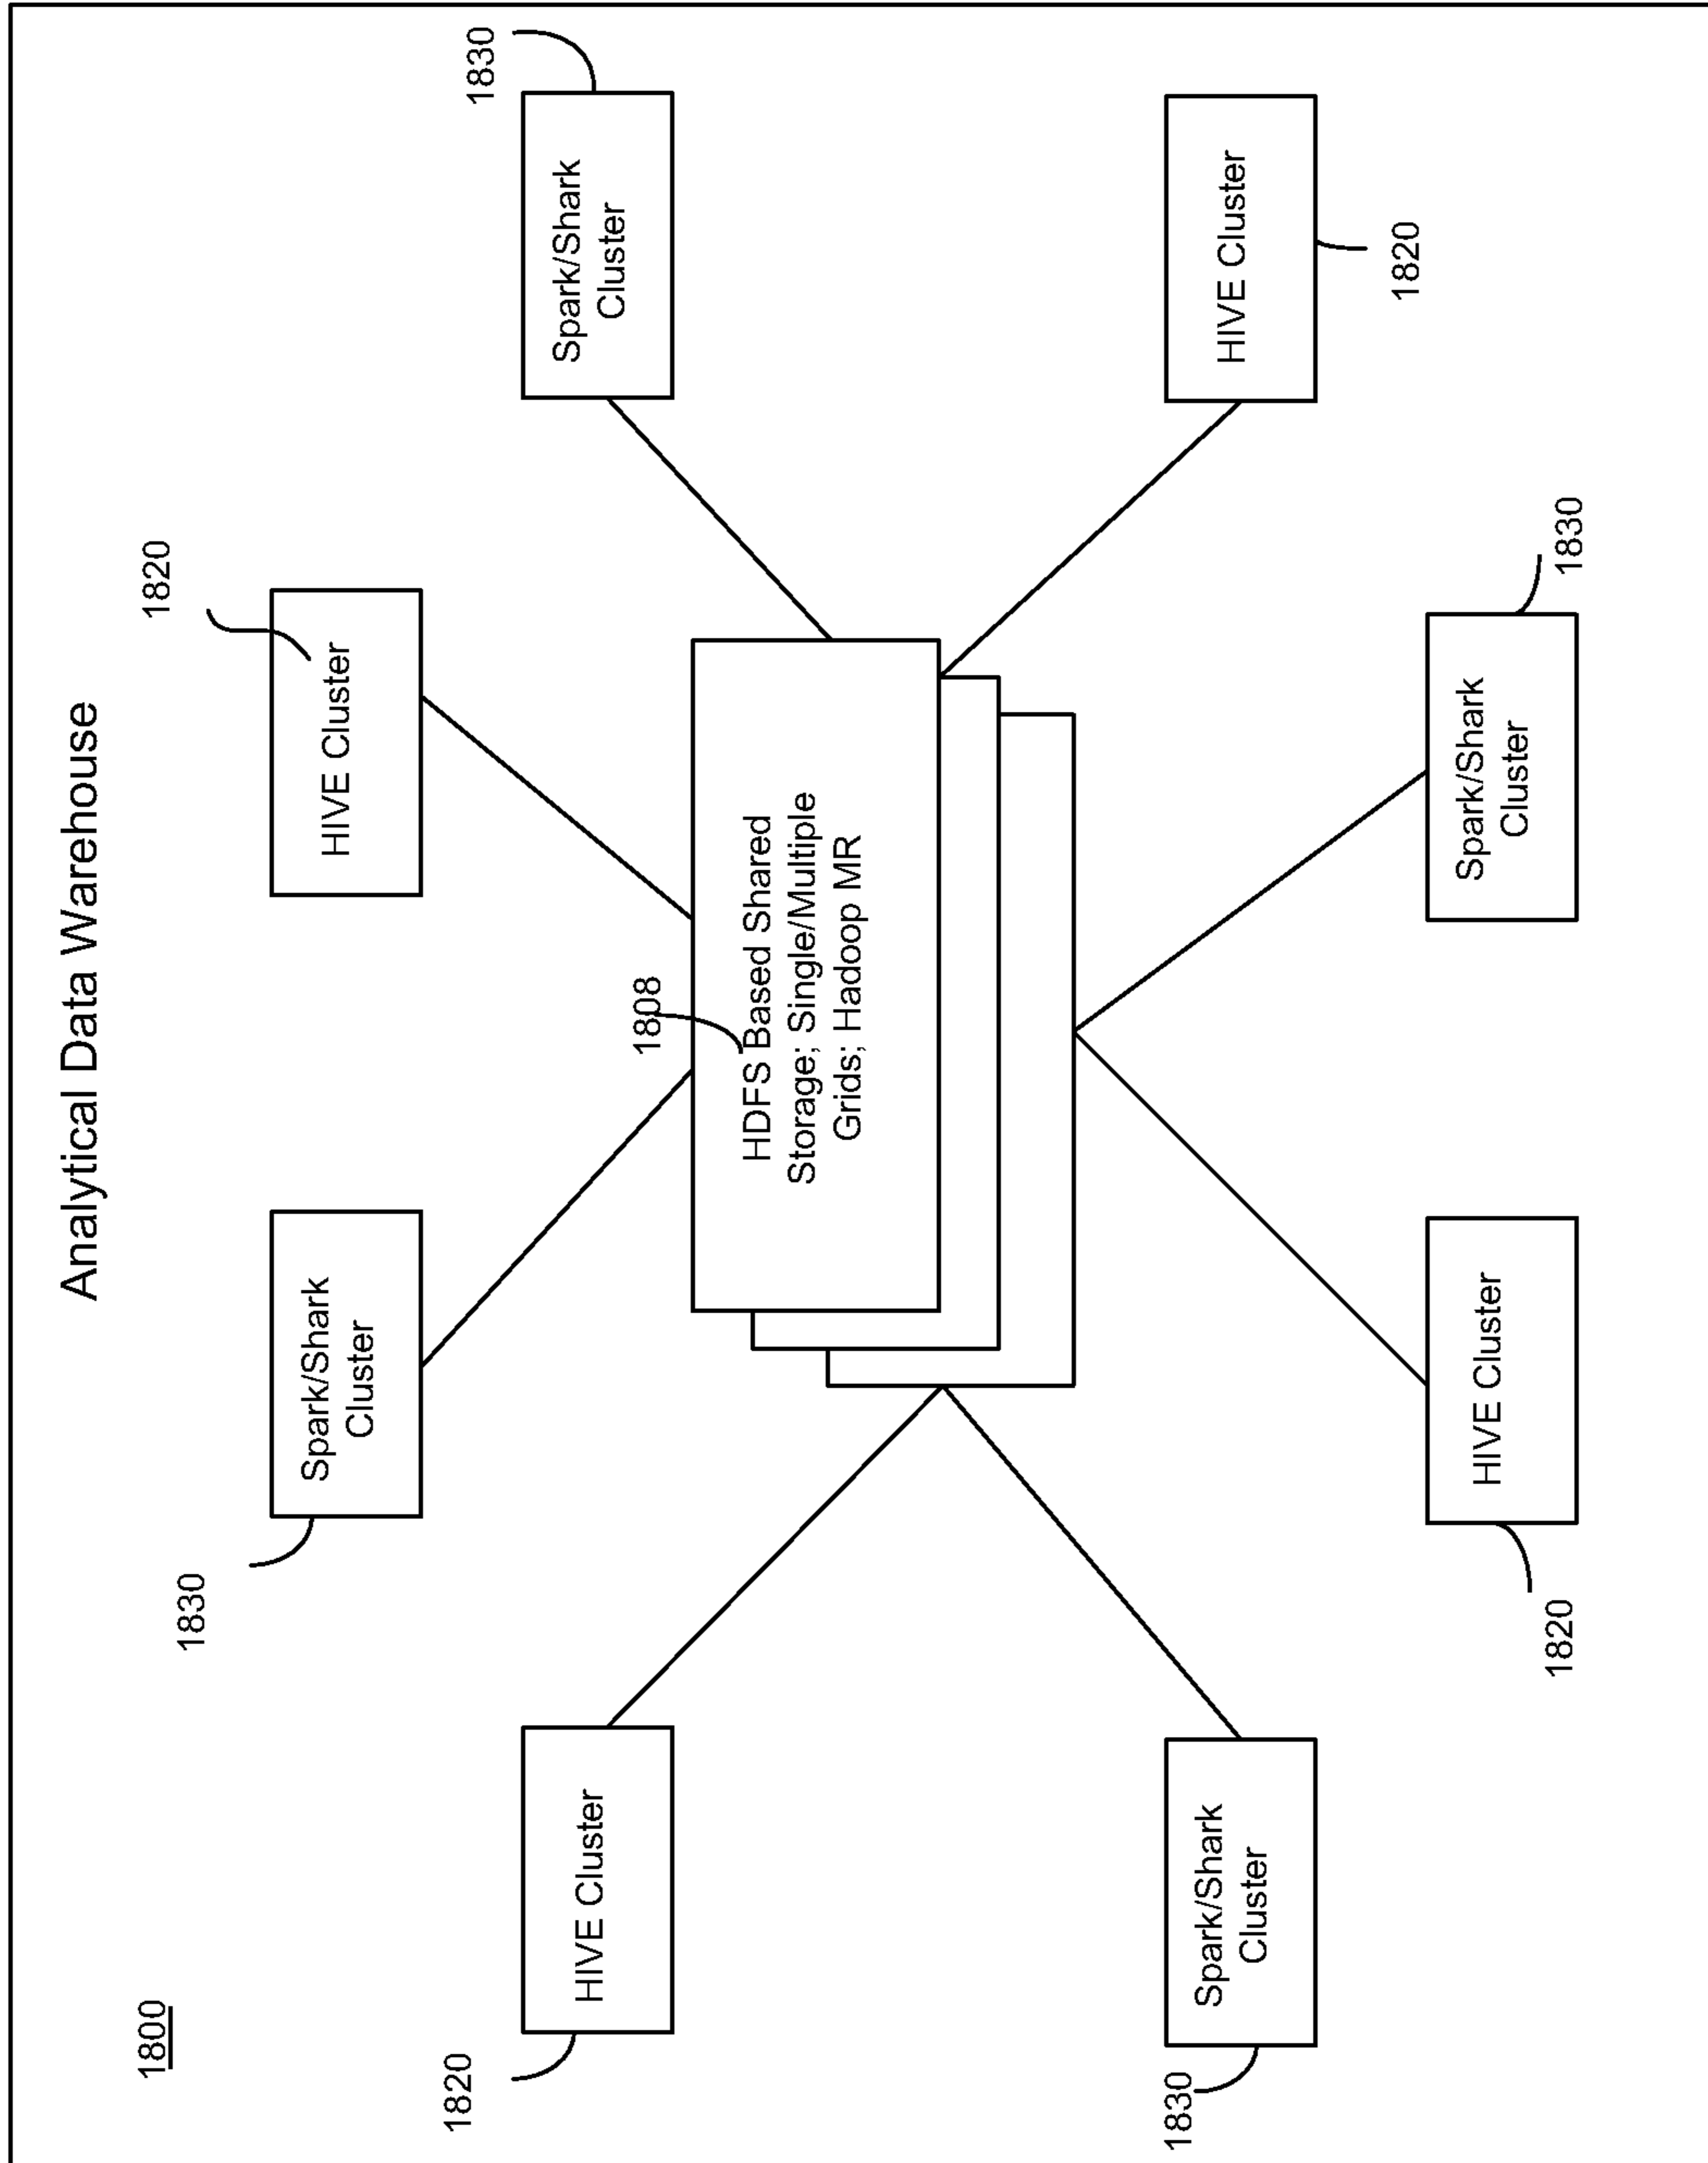 Analytical Data Warehouse
1800
1830
1820
Spark/Shark
Cluster
HIVE Cluster
1820
HIVE Cluster
1830
Spark/Shark
Cluster
1808
HDFS Based Shared
Storage; Single/Multiple
Grids; Hadoop MR
1830
Spark/Shark
Cluster
HIVE Cluster
1820
HIVE Cluster
1820
Spark/Shark
Cluster
1830